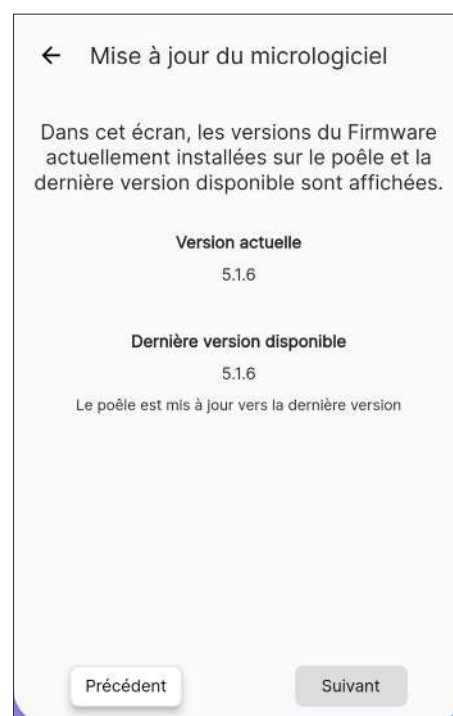 Mise à jour du micrologiciel
Dans cet écran, les versions du Firmware
actuellement installées sur le poêle et la
dernière version disponible sont affichées.
Version actuelle
5.1.6
Dernière version disponible
5.1.6
Le poêle est mis à jour vers la dernière version
Précédent
Suivant